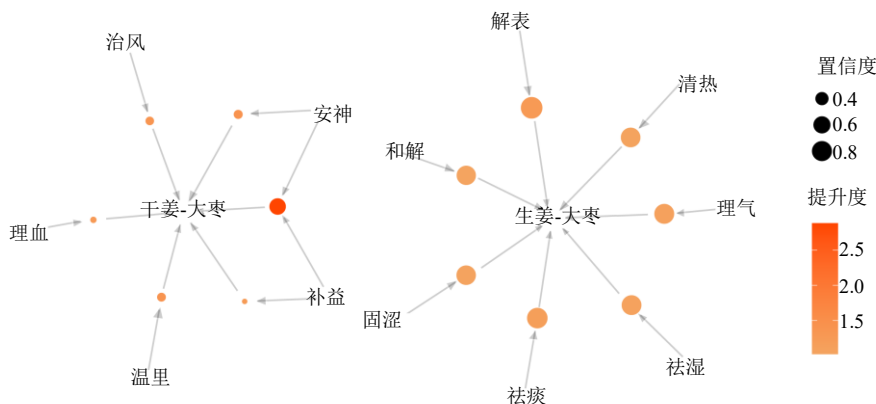 治风
安神
理血
干姜-大枣
补益
温里
解表
清热
和解
生姜-大枣
理气
固涩
祛痰
祛湿
置信度
0.4
0.6
0.8
提升度
2.5
2.0
1.5